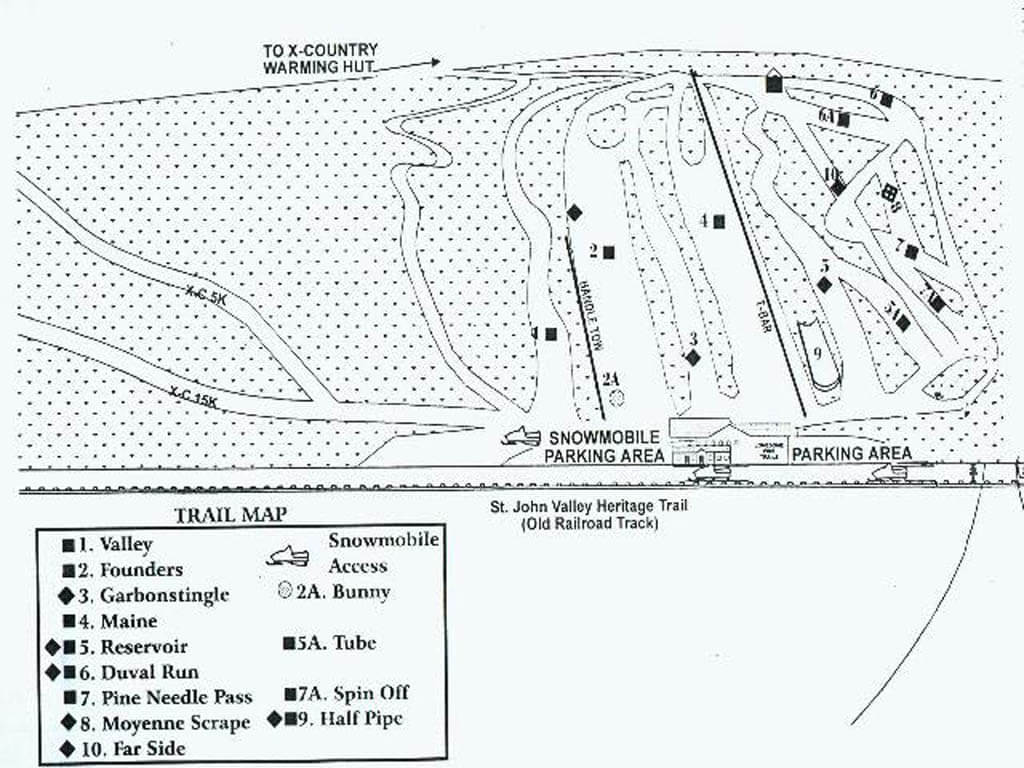 TO X-COUNTRY
WARMING HUT
6
6A
10
8
4
2
7
5
7A
X-C 5K
HANDLE TOW
T-BAR
5A
1
3
9
2A
X-C 15K
SNOWMOBILE
PARKING AREA
PARKING AREA
St. John Valley Heritage Trail
(Old Railroad Track)
TRAIL MAP
1. Valley
2. Founders
3. Garbonstingle
4. Maine
5. Reservoir
6. Duval Run
7. Pine Needle Pass
8. Moyenne Scrape
10. Far Side
Snowmobile
Access
2A. Bunny
5A. Tube
7A. Spin Off
9. Half Pipe